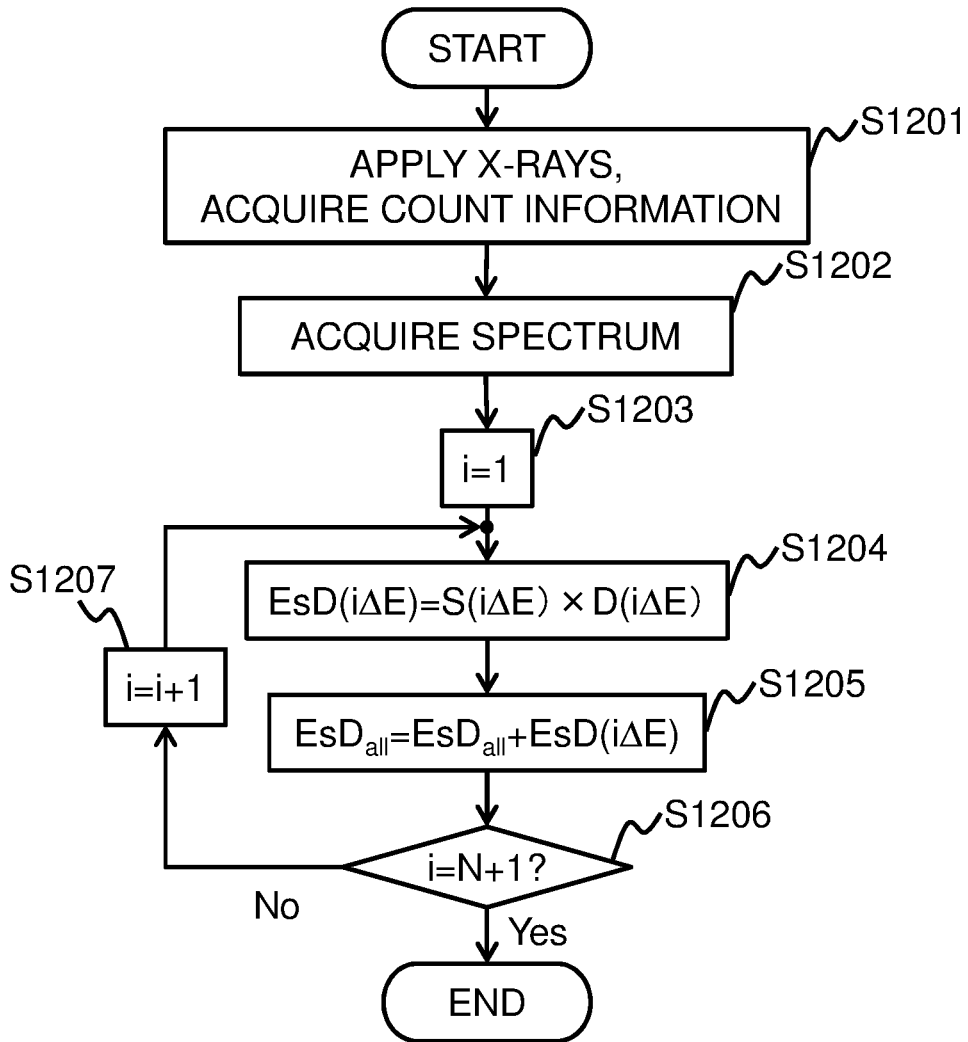 START
S1201
APPLY X-RAYS,
ACQUIRE COUNT INFORMATION
S1202
ACQUIRE SPECTRUM
S1203
i=1
S1204
EsD(iΔE)=S(iΔE)×D(iΔE)
S1207
i=i+1
S1205
EsDall=EsDall+EsD(iΔE)
S1206
i=N+1?
No
Yes
END